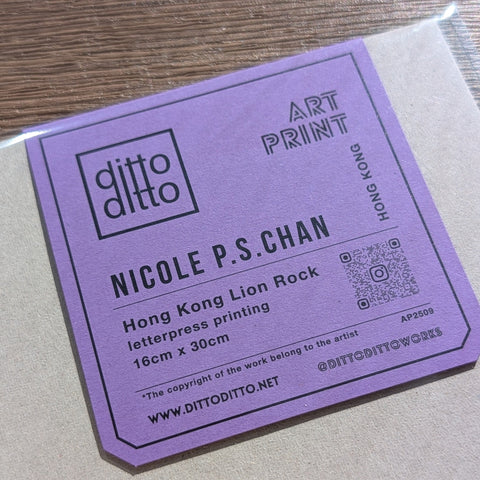 ditto
ditto
ART
PRINT
HONG KONG
NICOLE P.S.CHAN
Hong Kong Lion Rock
letterpress printing
16cm x 30cm
AP2509
*The copyright of the work belong to the artist
WWW.DITTODITTO.NET
@DITTODITTOWORKS